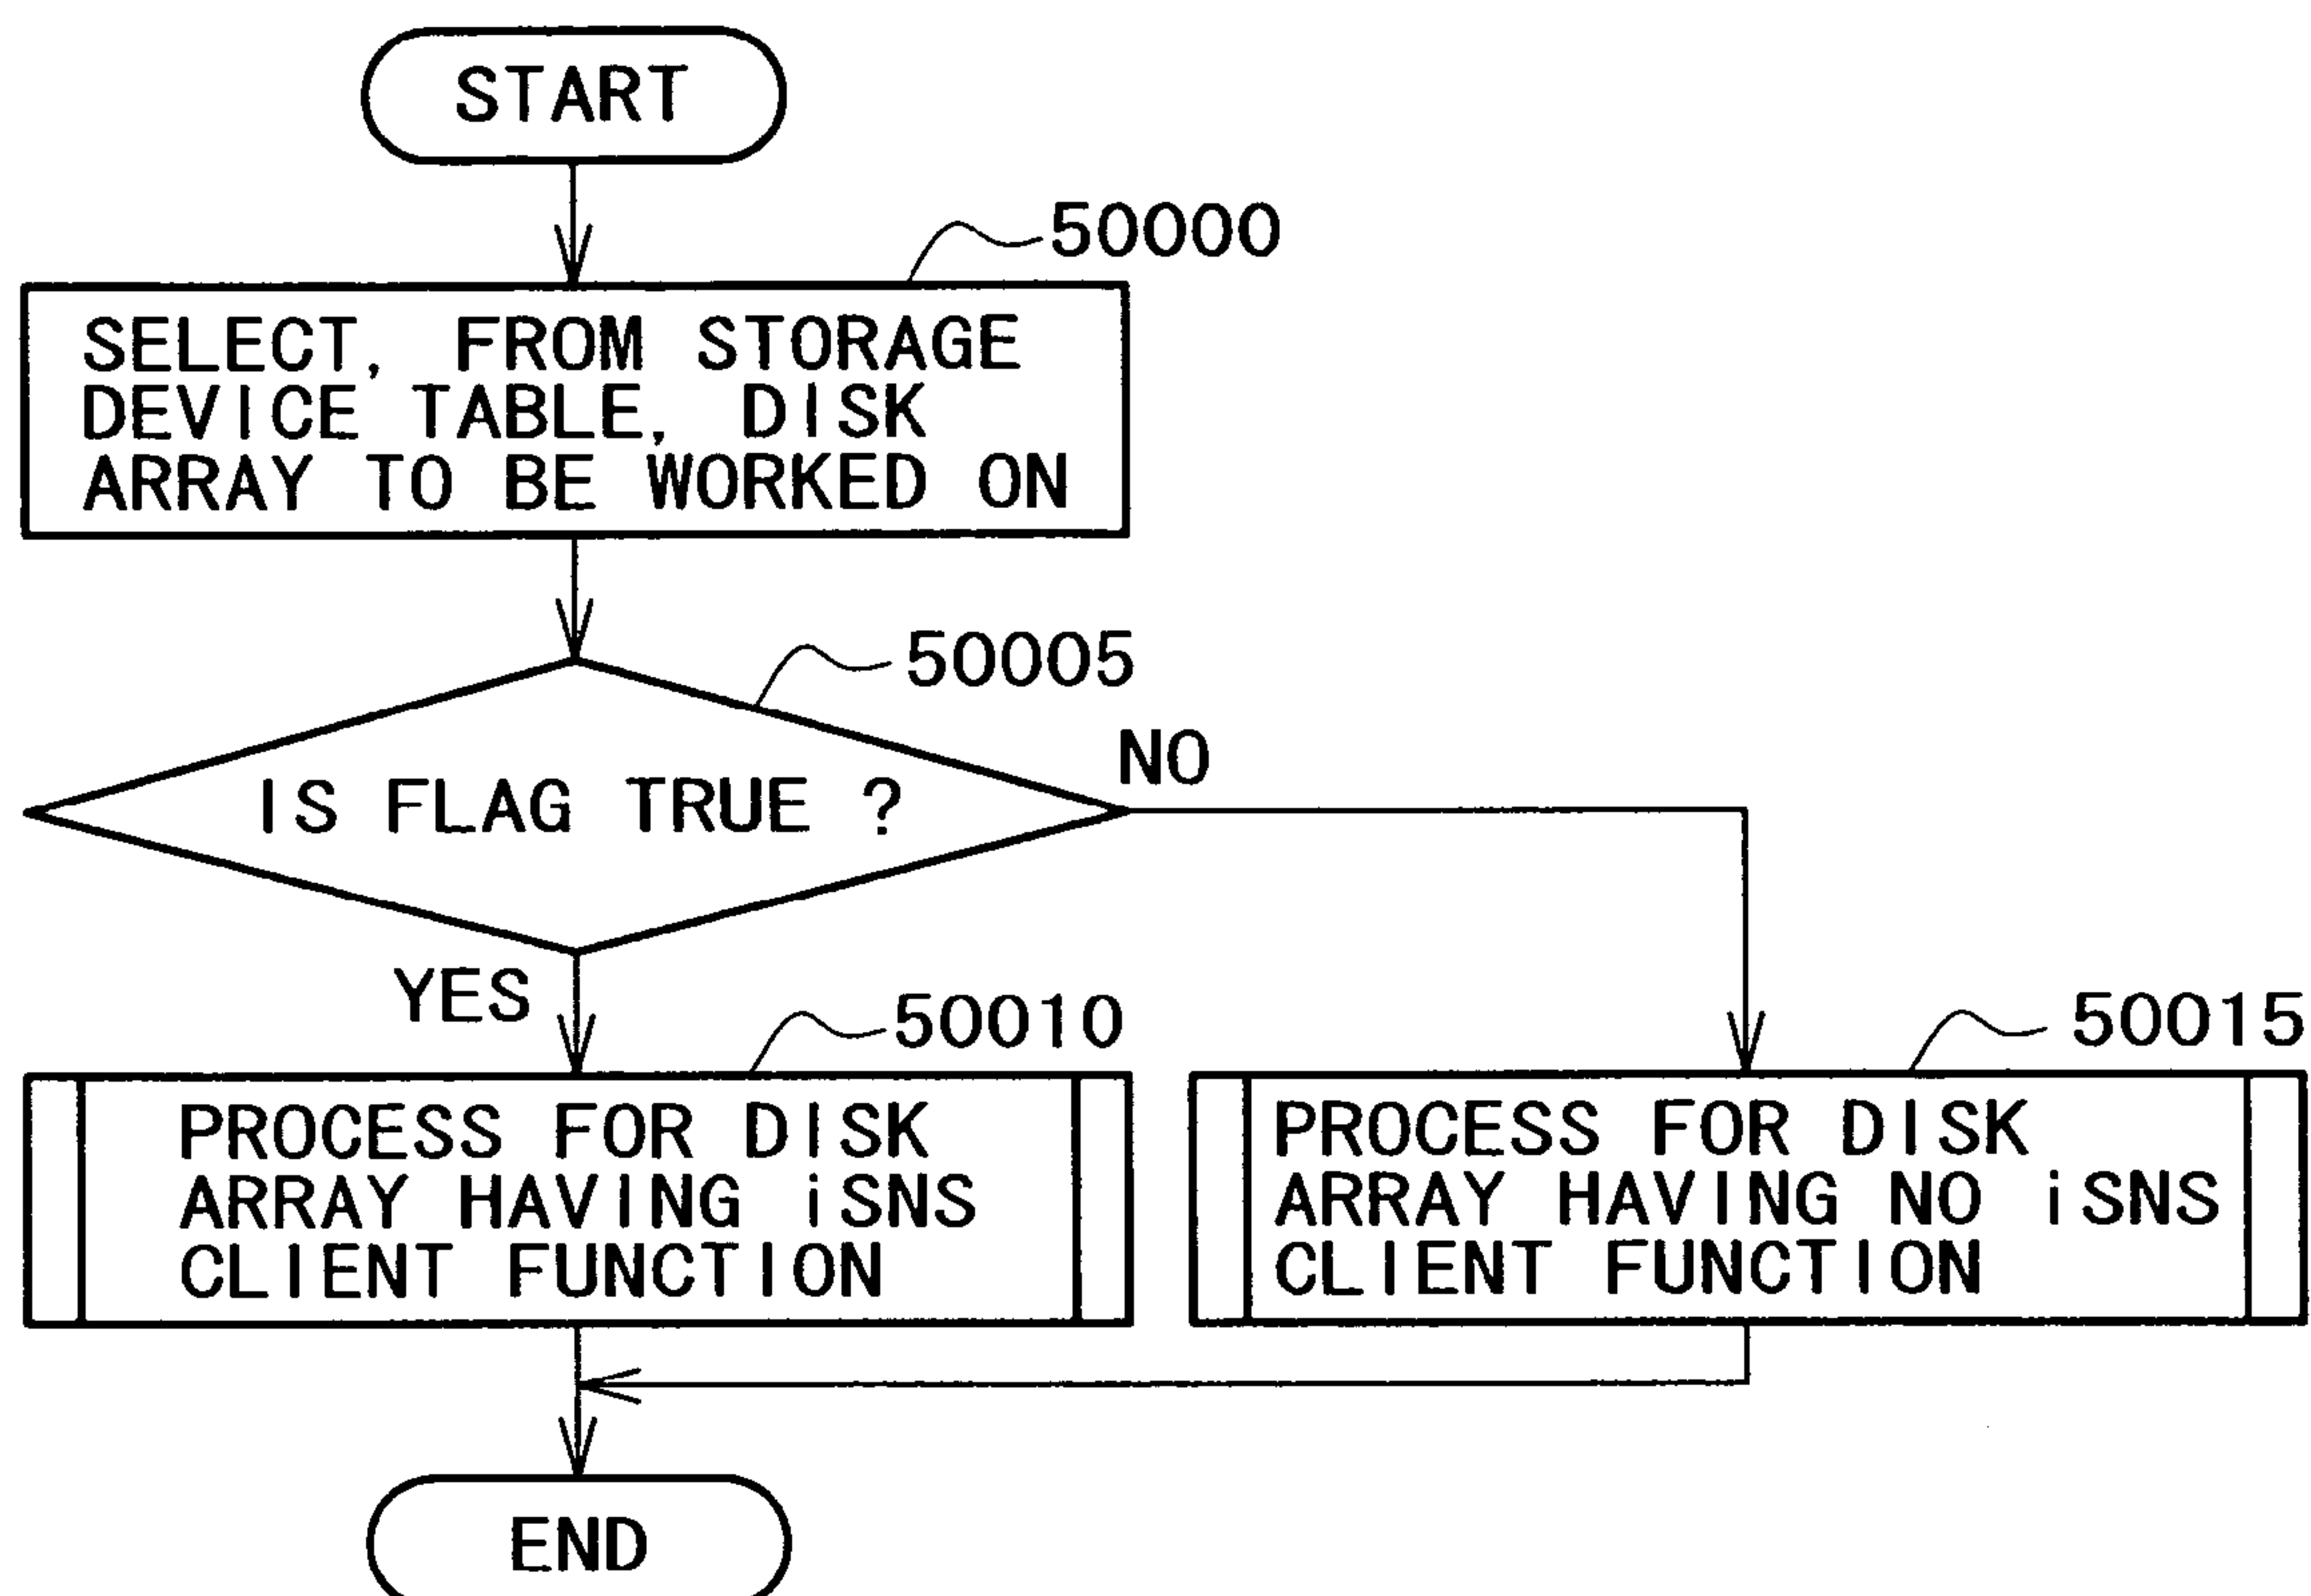 START
50000
SELECT, FROM STORAGE
DEVICE TABLE, DISK
ARRAY TO BE WORKED ON
50005
IS FLAG TRUE ?
NO
YES
50010
PROCESS FOR DISK
ARRAY HAVING iSNS
CLIENT FUNCTION
50015
PROCESS FOR DISK
ARRAY HAVING NO iSNS
CLIENT FUNCTION
END